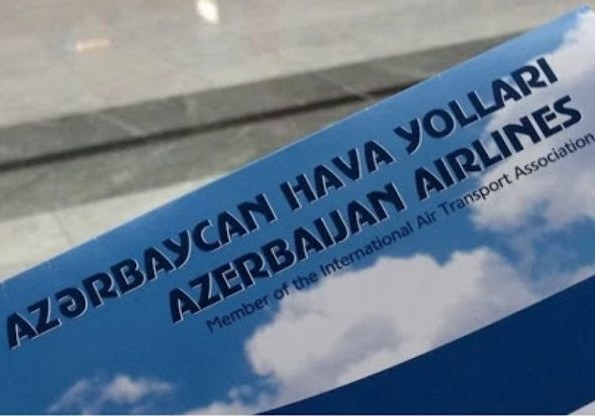 AZƏRBAYCAN HAVA YOLLARI
AZERBAIJAN AIRLINES
Member of the International Air Transport Association